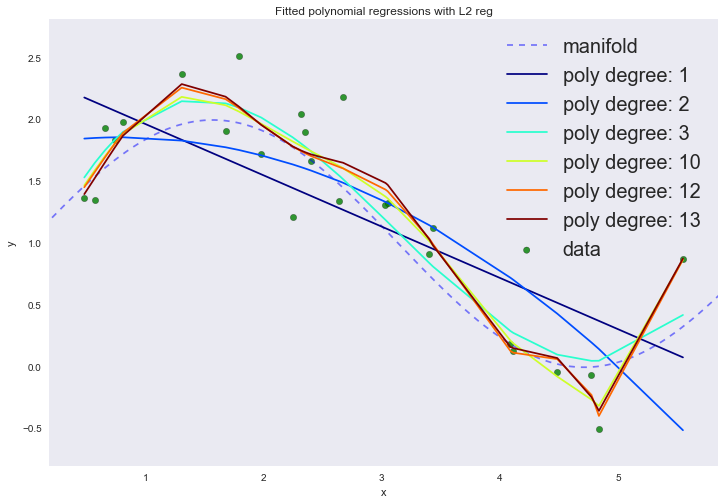 Fitted polynomial regressions with L2 reg
manifold
poly degree: 1
poly degree: 2
poly degree: 3
poly degree: 10
poly degree: 12
poly degree: 13
data
y
2.5
2.0
1.5
1.0
0.5
0.0
−0.5
1 2 3 4 5
x